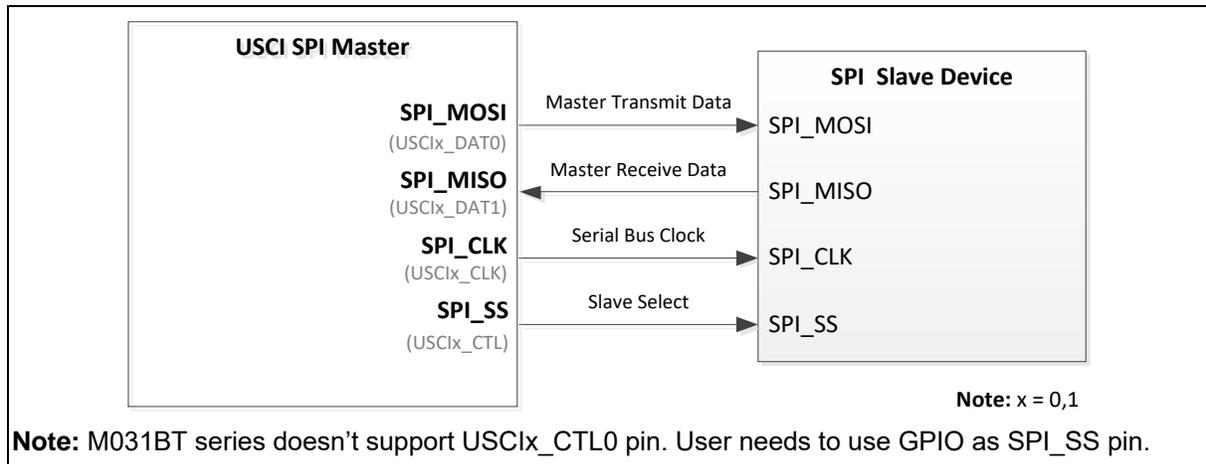 USCI SPI Master
SPI Slave Device
SPI_MOSI
(USCIx_DAT0)
Master Transmit Data
SPI_MOSI
SPI_MISO
(USCIx_DAT1)
Master Receive Data
SPI_MISO
SPI_CLK
(USCIx_CLK)
Serial Bus Clock
SPI_CLK
SPI_SS
(USCIx_CTL)
Slave Select
SPI_SS
Note: x = 0,1
Note: M031BT series doesn’t support USCIx_CTL0 pin. User needs to use GPIO as SPI_SS pin.